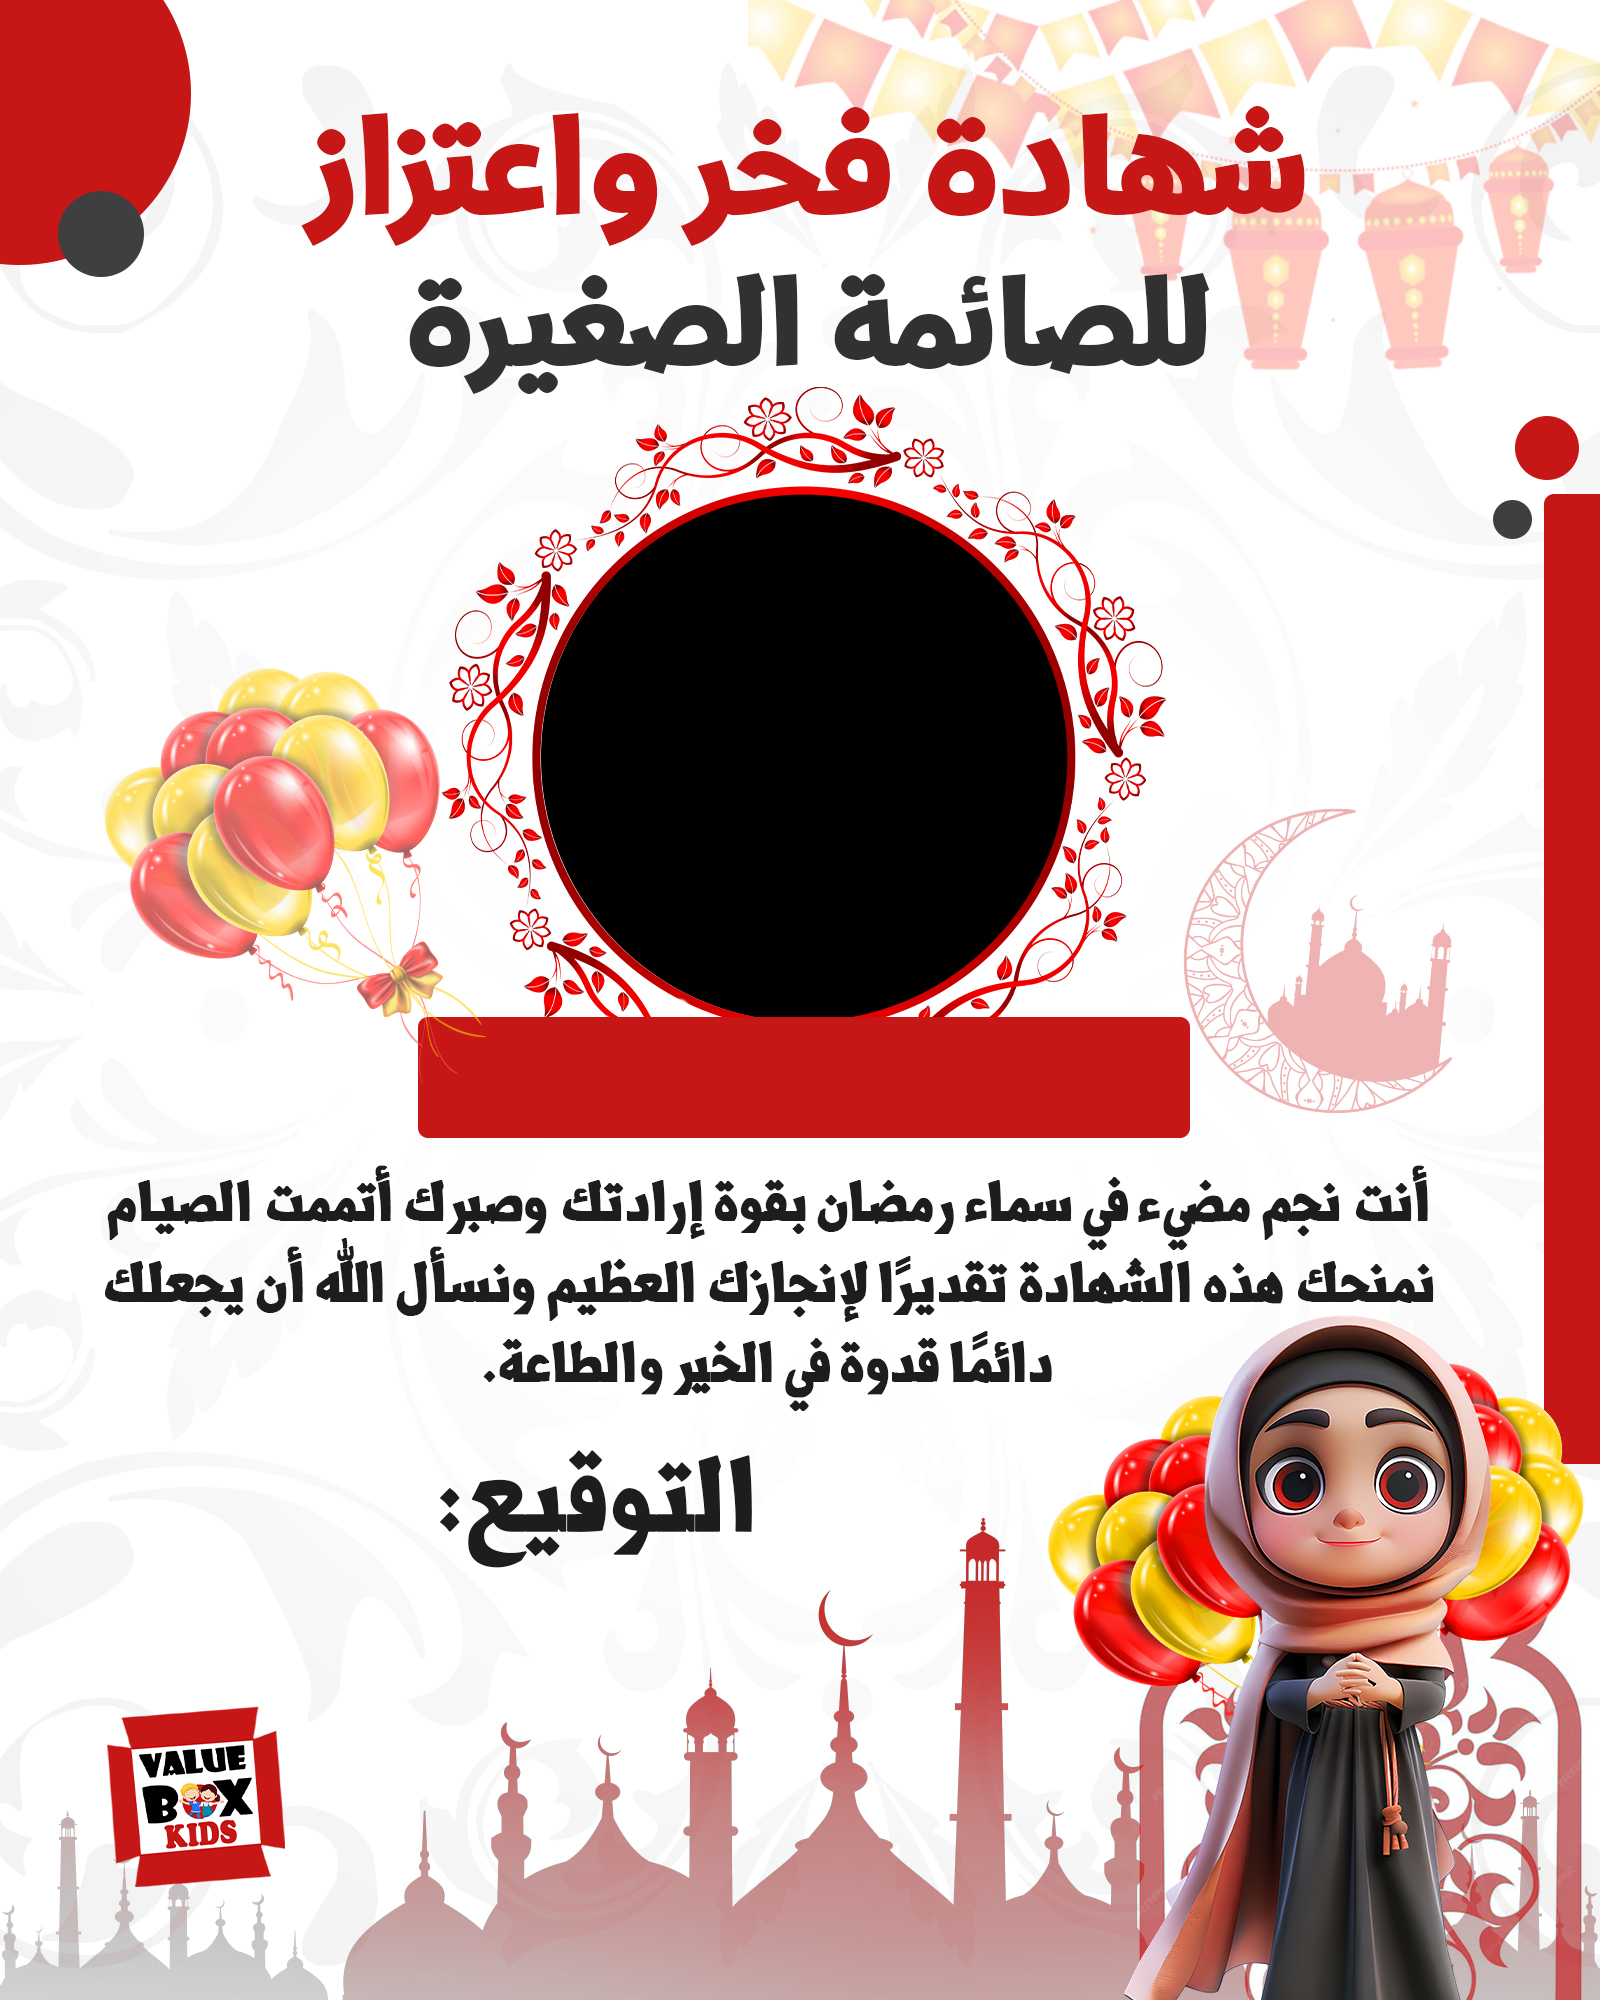 شهادة فخر واعتزاز
للصائمة الصغيرة
أنت نجم مضيء في سماء رمضان بقوة إرادتك وصبرك أتممت الصيام
نمنحك هذه الشهادة تقديرًا لإنجازك العظيم ونسأل الله أن يجعلك
دائمًا قدوة في الخير والطاعة.
التوقيع:
VALUE
BOX
KIDS